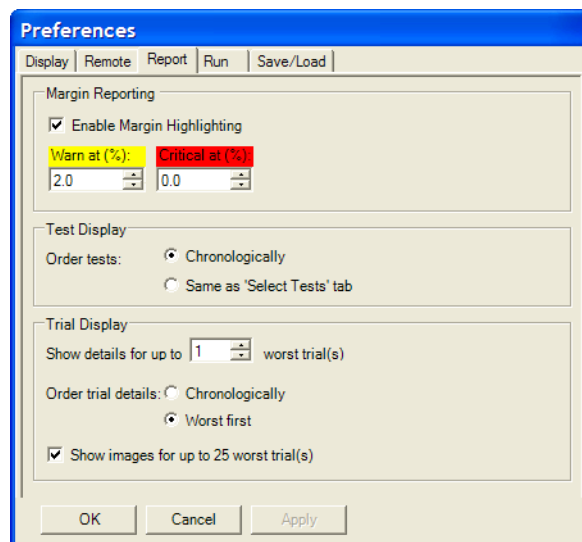 Preferences
Display Remote Report Run Save/Load
Margin Reporting
Enable Margin Highlighting
Warn at (%): Critical at (%):
2.0 0.0
Test Display
Order tests: Chronologically
Same as 'Select Tests' tab
Trial Display
Show details for up to 1 worst trial(s)
Order trial details: Chronologically
Worst first
Show images for up to 25 worst trial(s)
OK Cancel Apply